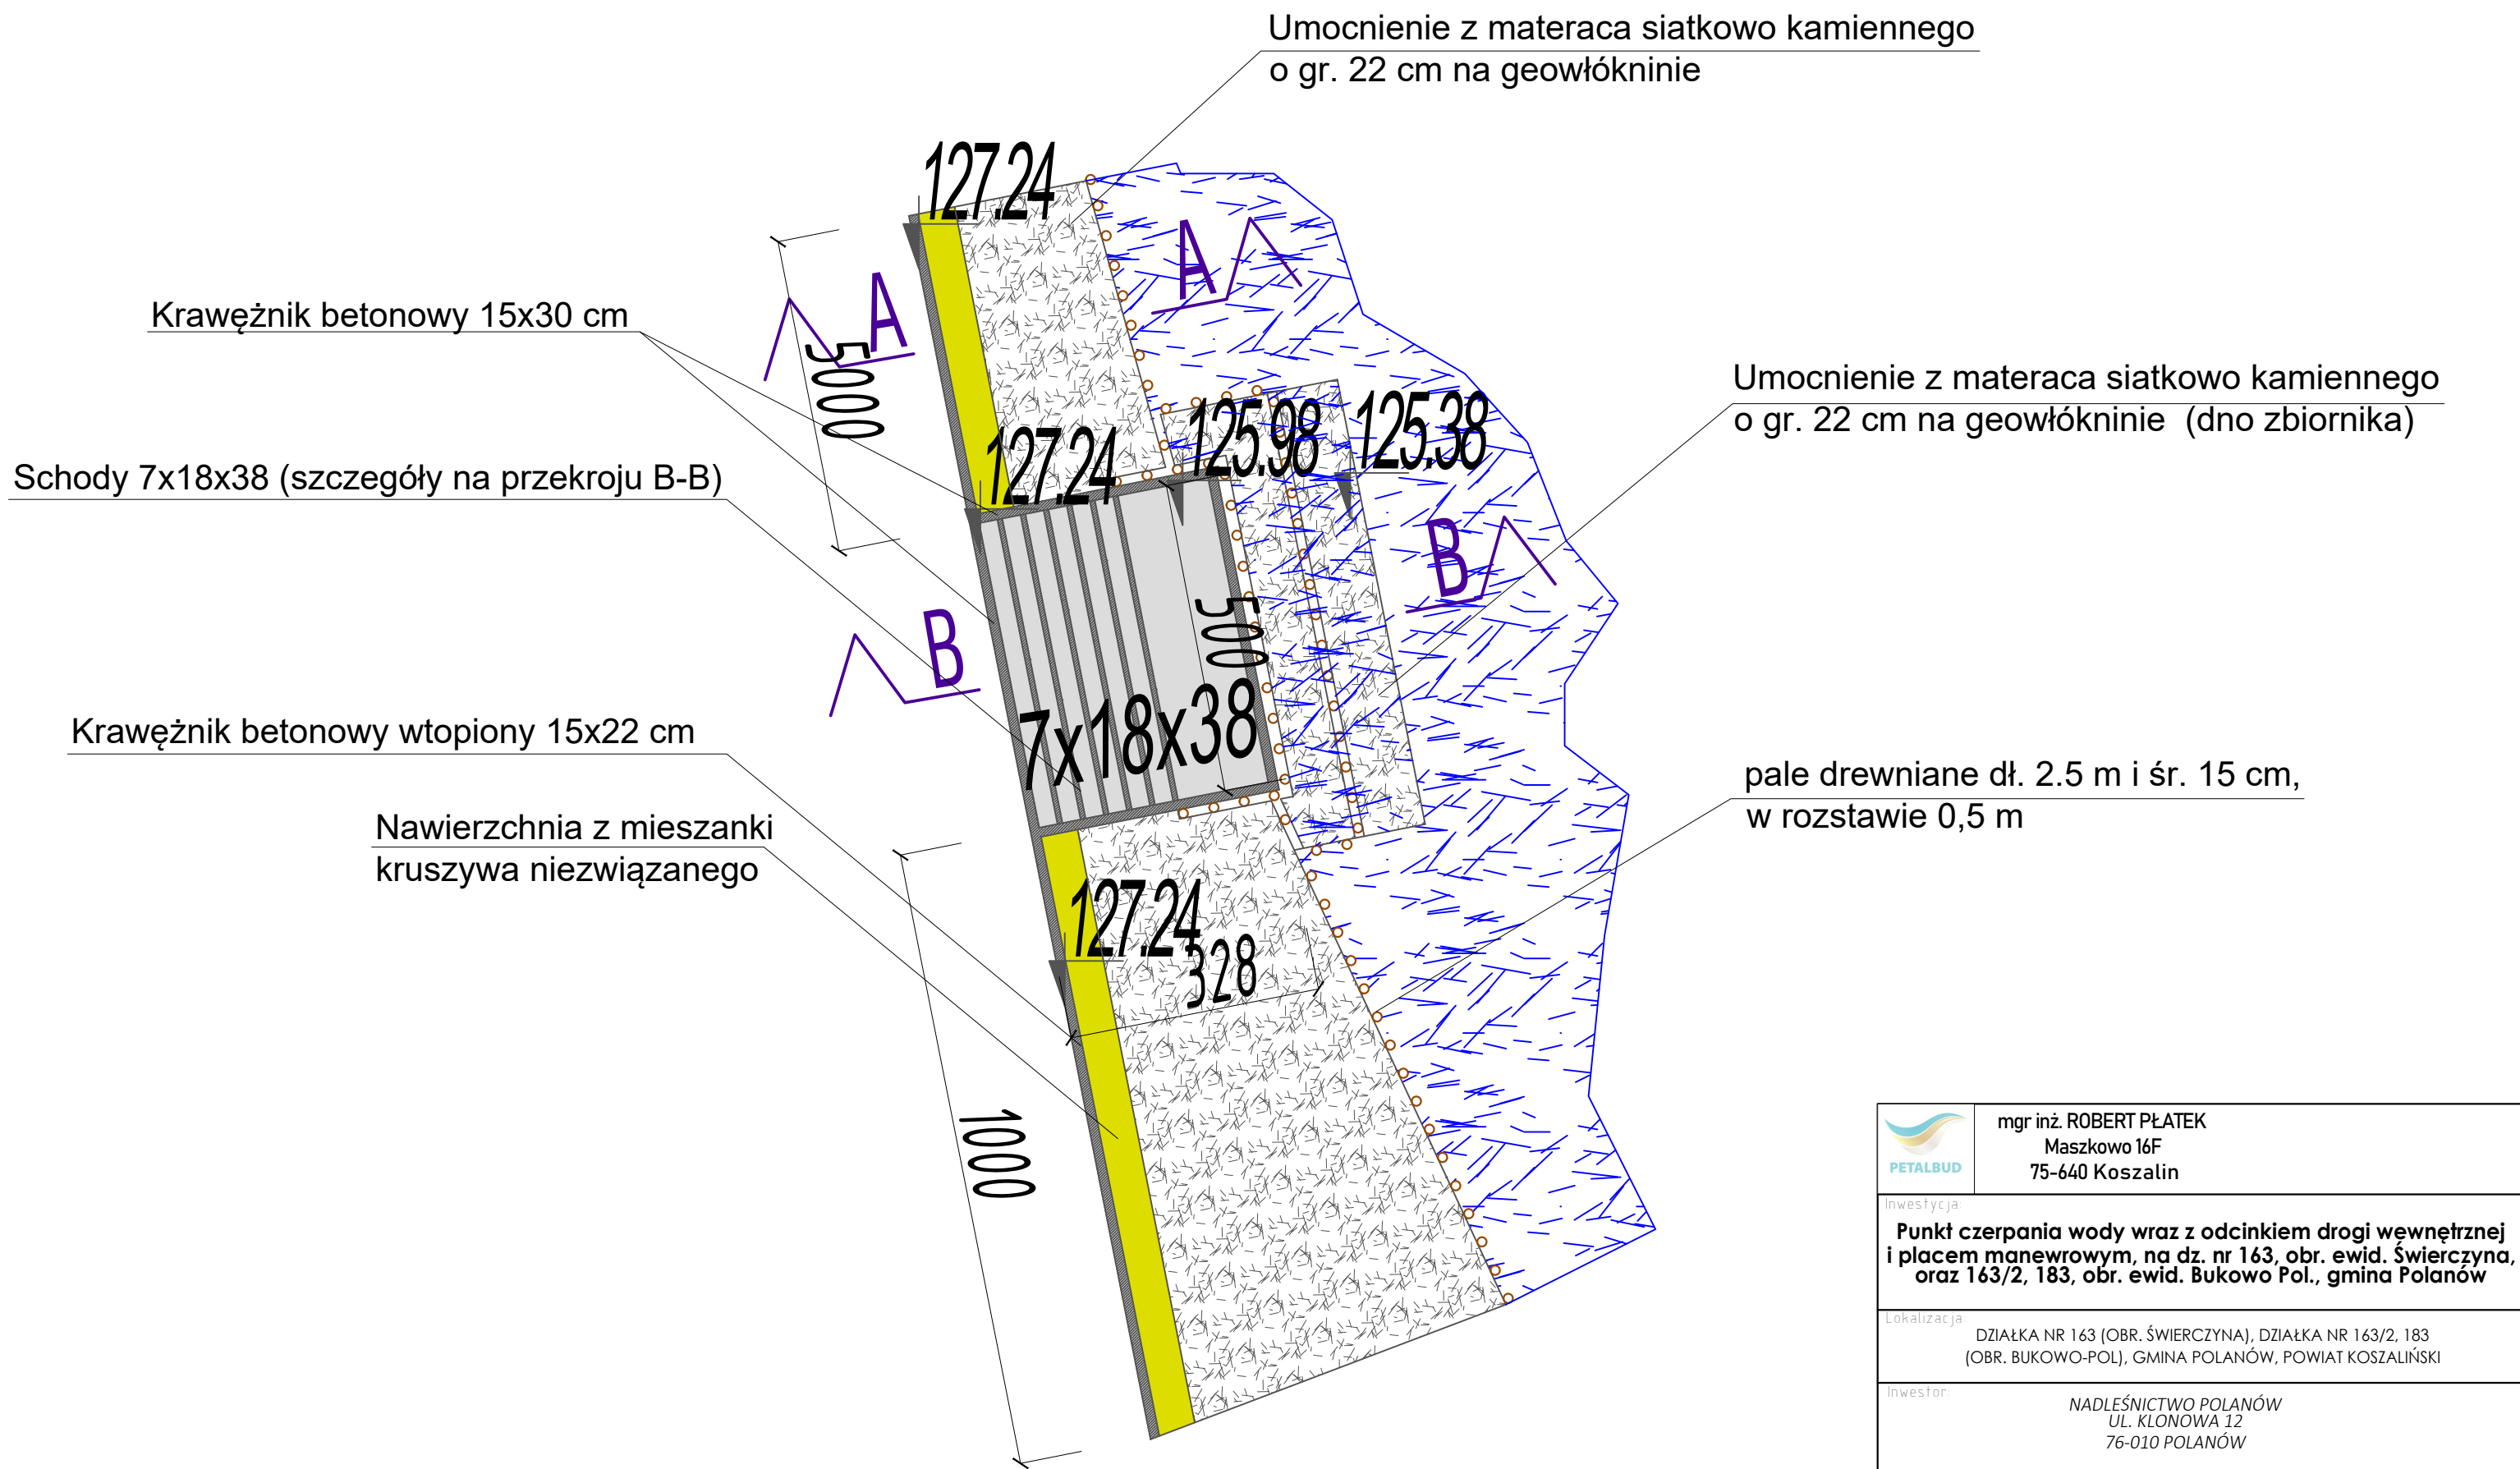 Umocnienie z materaca siatkowo kamiennego
o gr. 22 cm na geowłókninie
127.24
A
A
Krawężnik betonowy 15x30 cm
500
Umocnienie z materaca siatkowo kamiennego
o gr. 22 cm na geowłókninie (dno zbiornika)
125.98
125.38
127.24
Schody 7x18x38 (szczegóły na przekroju B-B)
B
500
B
7x18x38
Krawężnik betonowy wtopiony 15x22 cm
pale drewniane dł. 2.5 m i śr. 15 cm,
w rozstawie 0,5 m
Nawierzchnia z mieszanki
kruszywa niezwiązanego
127.24
328
1000
PETALBUD
mgr inż. ROBERT PŁATEK
Maszkowo 16F
75-640 Koszalin
Inwestycja:
Punkt czerpania wody wraz z odcinkiem drogi wewnętrznej
i placem manewrowym, na dz. nr 163, obr. ewid. Świerczyna,
oraz 163/2, 183, obr. ewid. Bukowo Pol., gmina Polanów
Lokalizacja:
DZIAŁKA NR 163 (OBR. ŚWIERCZYNA), DZIAŁKA NR 163/2, 183
(OBR. BUKOWO-POL), GMINA POLANÓW, POWIAT KOSZALIŃSKI
Inwestor:
NADLEŚNICTWO POLANÓW
UL. KLONOWA 12
76-010 POLANÓW